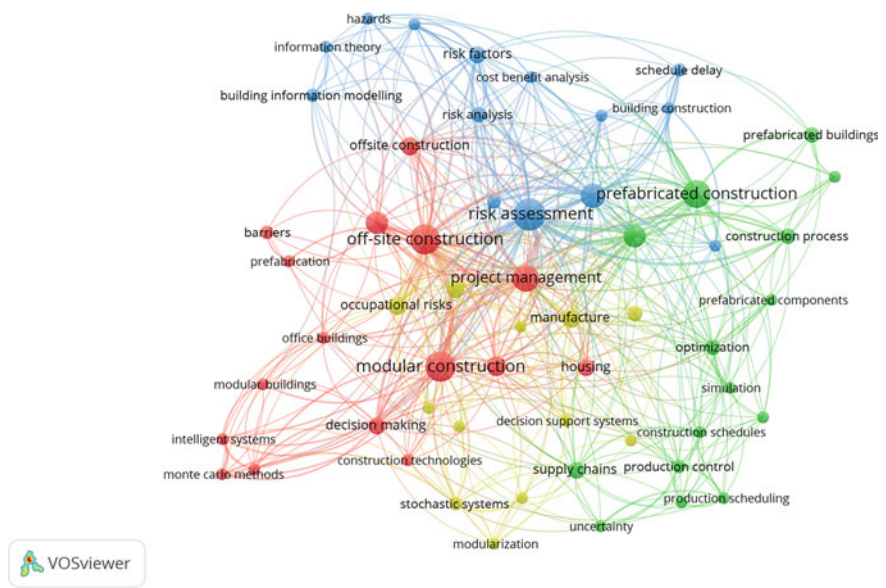 hazards
information theory
risk factors
cost benefit analysis
schedule delay
building information modelling
building construction
risk analysis
prefabricated buildings
offsite construction
prefabricated construction
risk assessment
barriers
off-site construction
construction process
prefabrication
project management
prefabricated components
occupational risks
manufacture
office buildings
optimization
modular construction
housing
modular buildings
simulation
decision making
decision support systems
construction schedules
intelligent systems
construction technologies
monte carlo methods
supply chains
production control
stochastic systems
production scheduling
uncertainty
modularization
VOSviewer